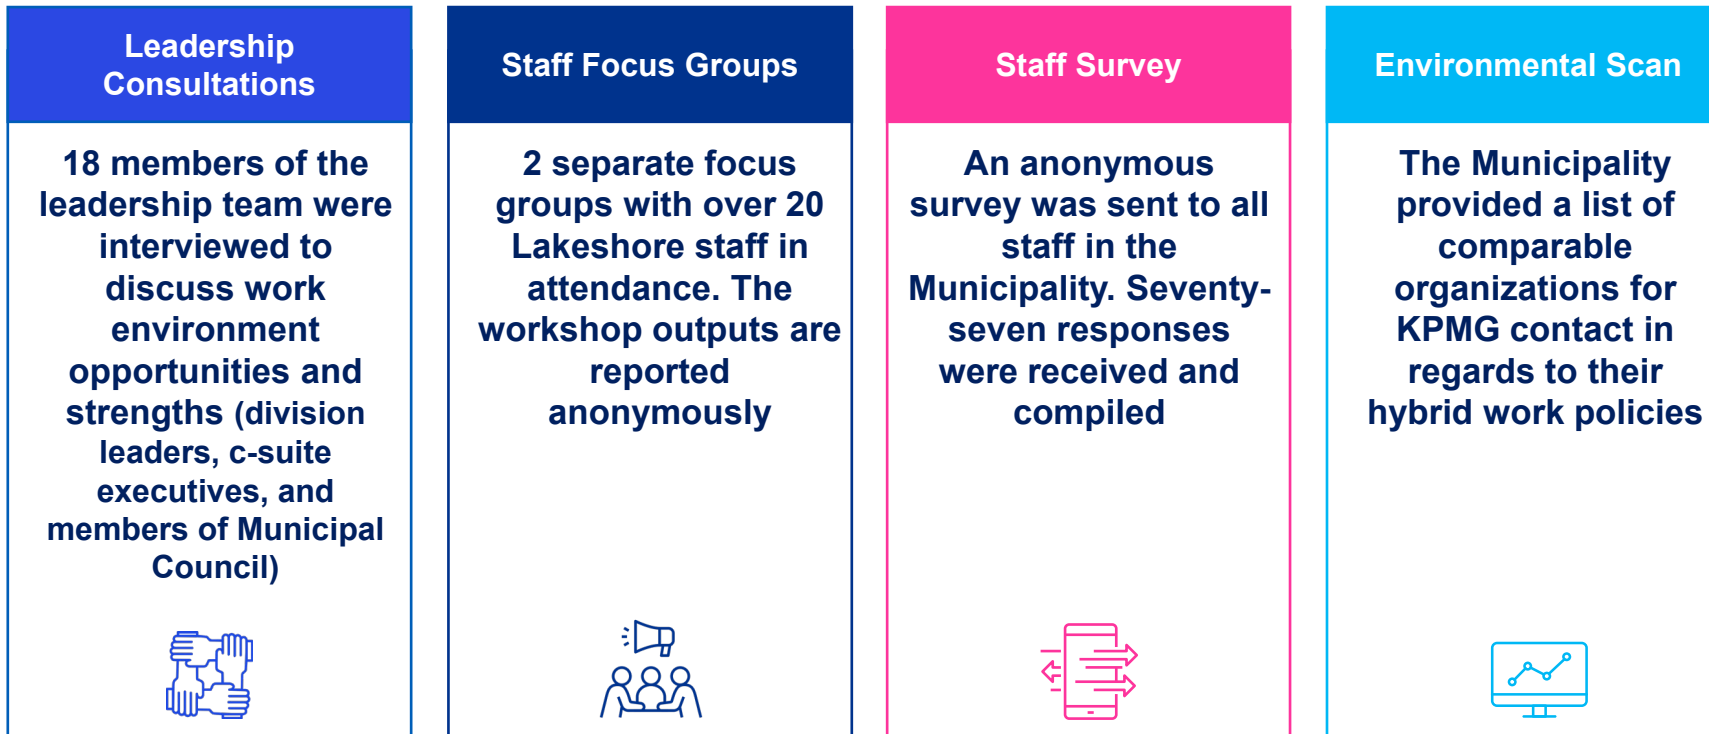 Leadership
Consultations
18 members of the
leadership team were
interviewed to
discuss work
environment
opportunities and
strengths (division
leaders, c-suite
executives, and
members of Municipal
Council)
Staff Focus Groups
2 separate focus
groups with over 20
Lakeshore staff in
attendance. The
workshop outputs are
reported
anonymously
Staff Survey
An anonymous
survey was sent to all
staff in the
Municipality. Seventy-
seven responses
were received and
compiled
Environmental Scan
The Municipality
provided a list of
comparable
organizations for
KPMG contact in
regards to their
hybrid work policies